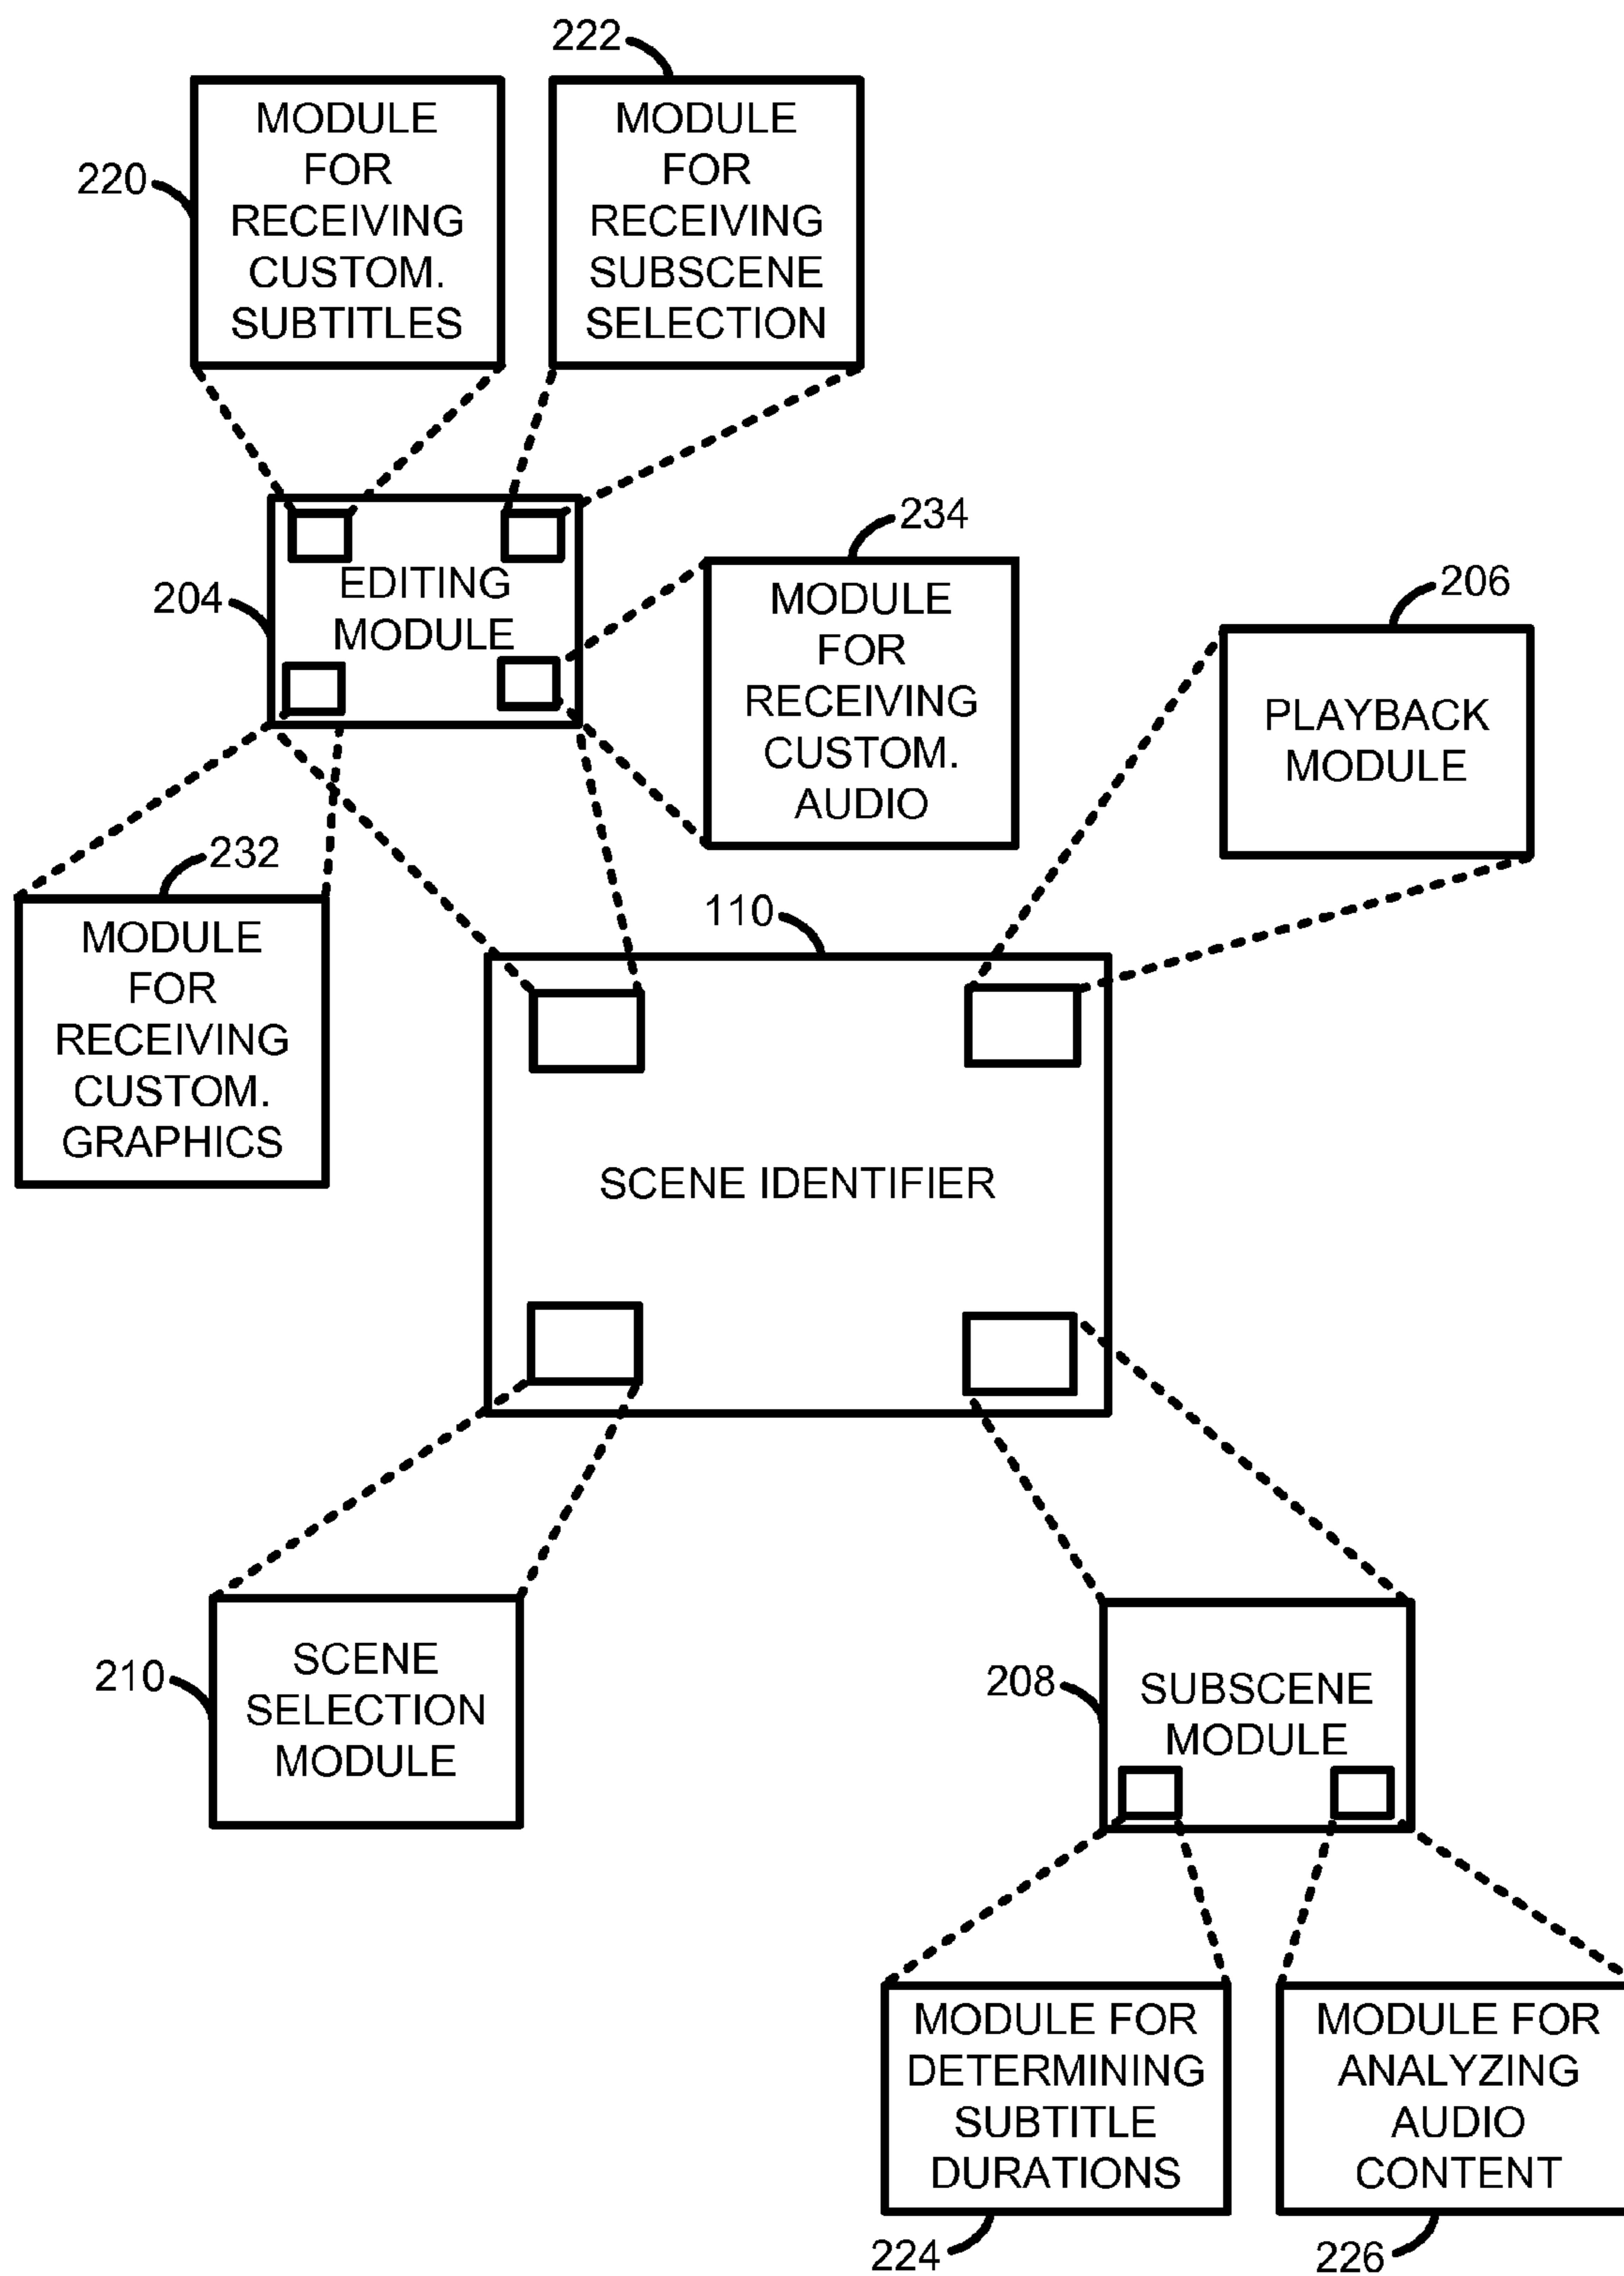 222
MODULE
FOR
RECEIVING
CUSTOM.
SUBTITLES
MODULE
FOR
RECEIVING
SUBSCENE
SELECTION
220
204
EDITING
MODULE
234
MODULE
FOR
RECEIVING
CUSTOM.
AUDIO
206
PLAYBACK
MODULE
232
MODULE
FOR
RECEIVING
CUSTOM.
GRAPHICS
110
SCENE IDENTIFIER
210
SCENE
SELECTION
MODULE
208
SUBSCENE
MODULE
MODULE FOR
DETERMINING
SUBTITLE
DURATIONS
224
MODULE FOR
ANALYZING
AUDIO
CONTENT
226